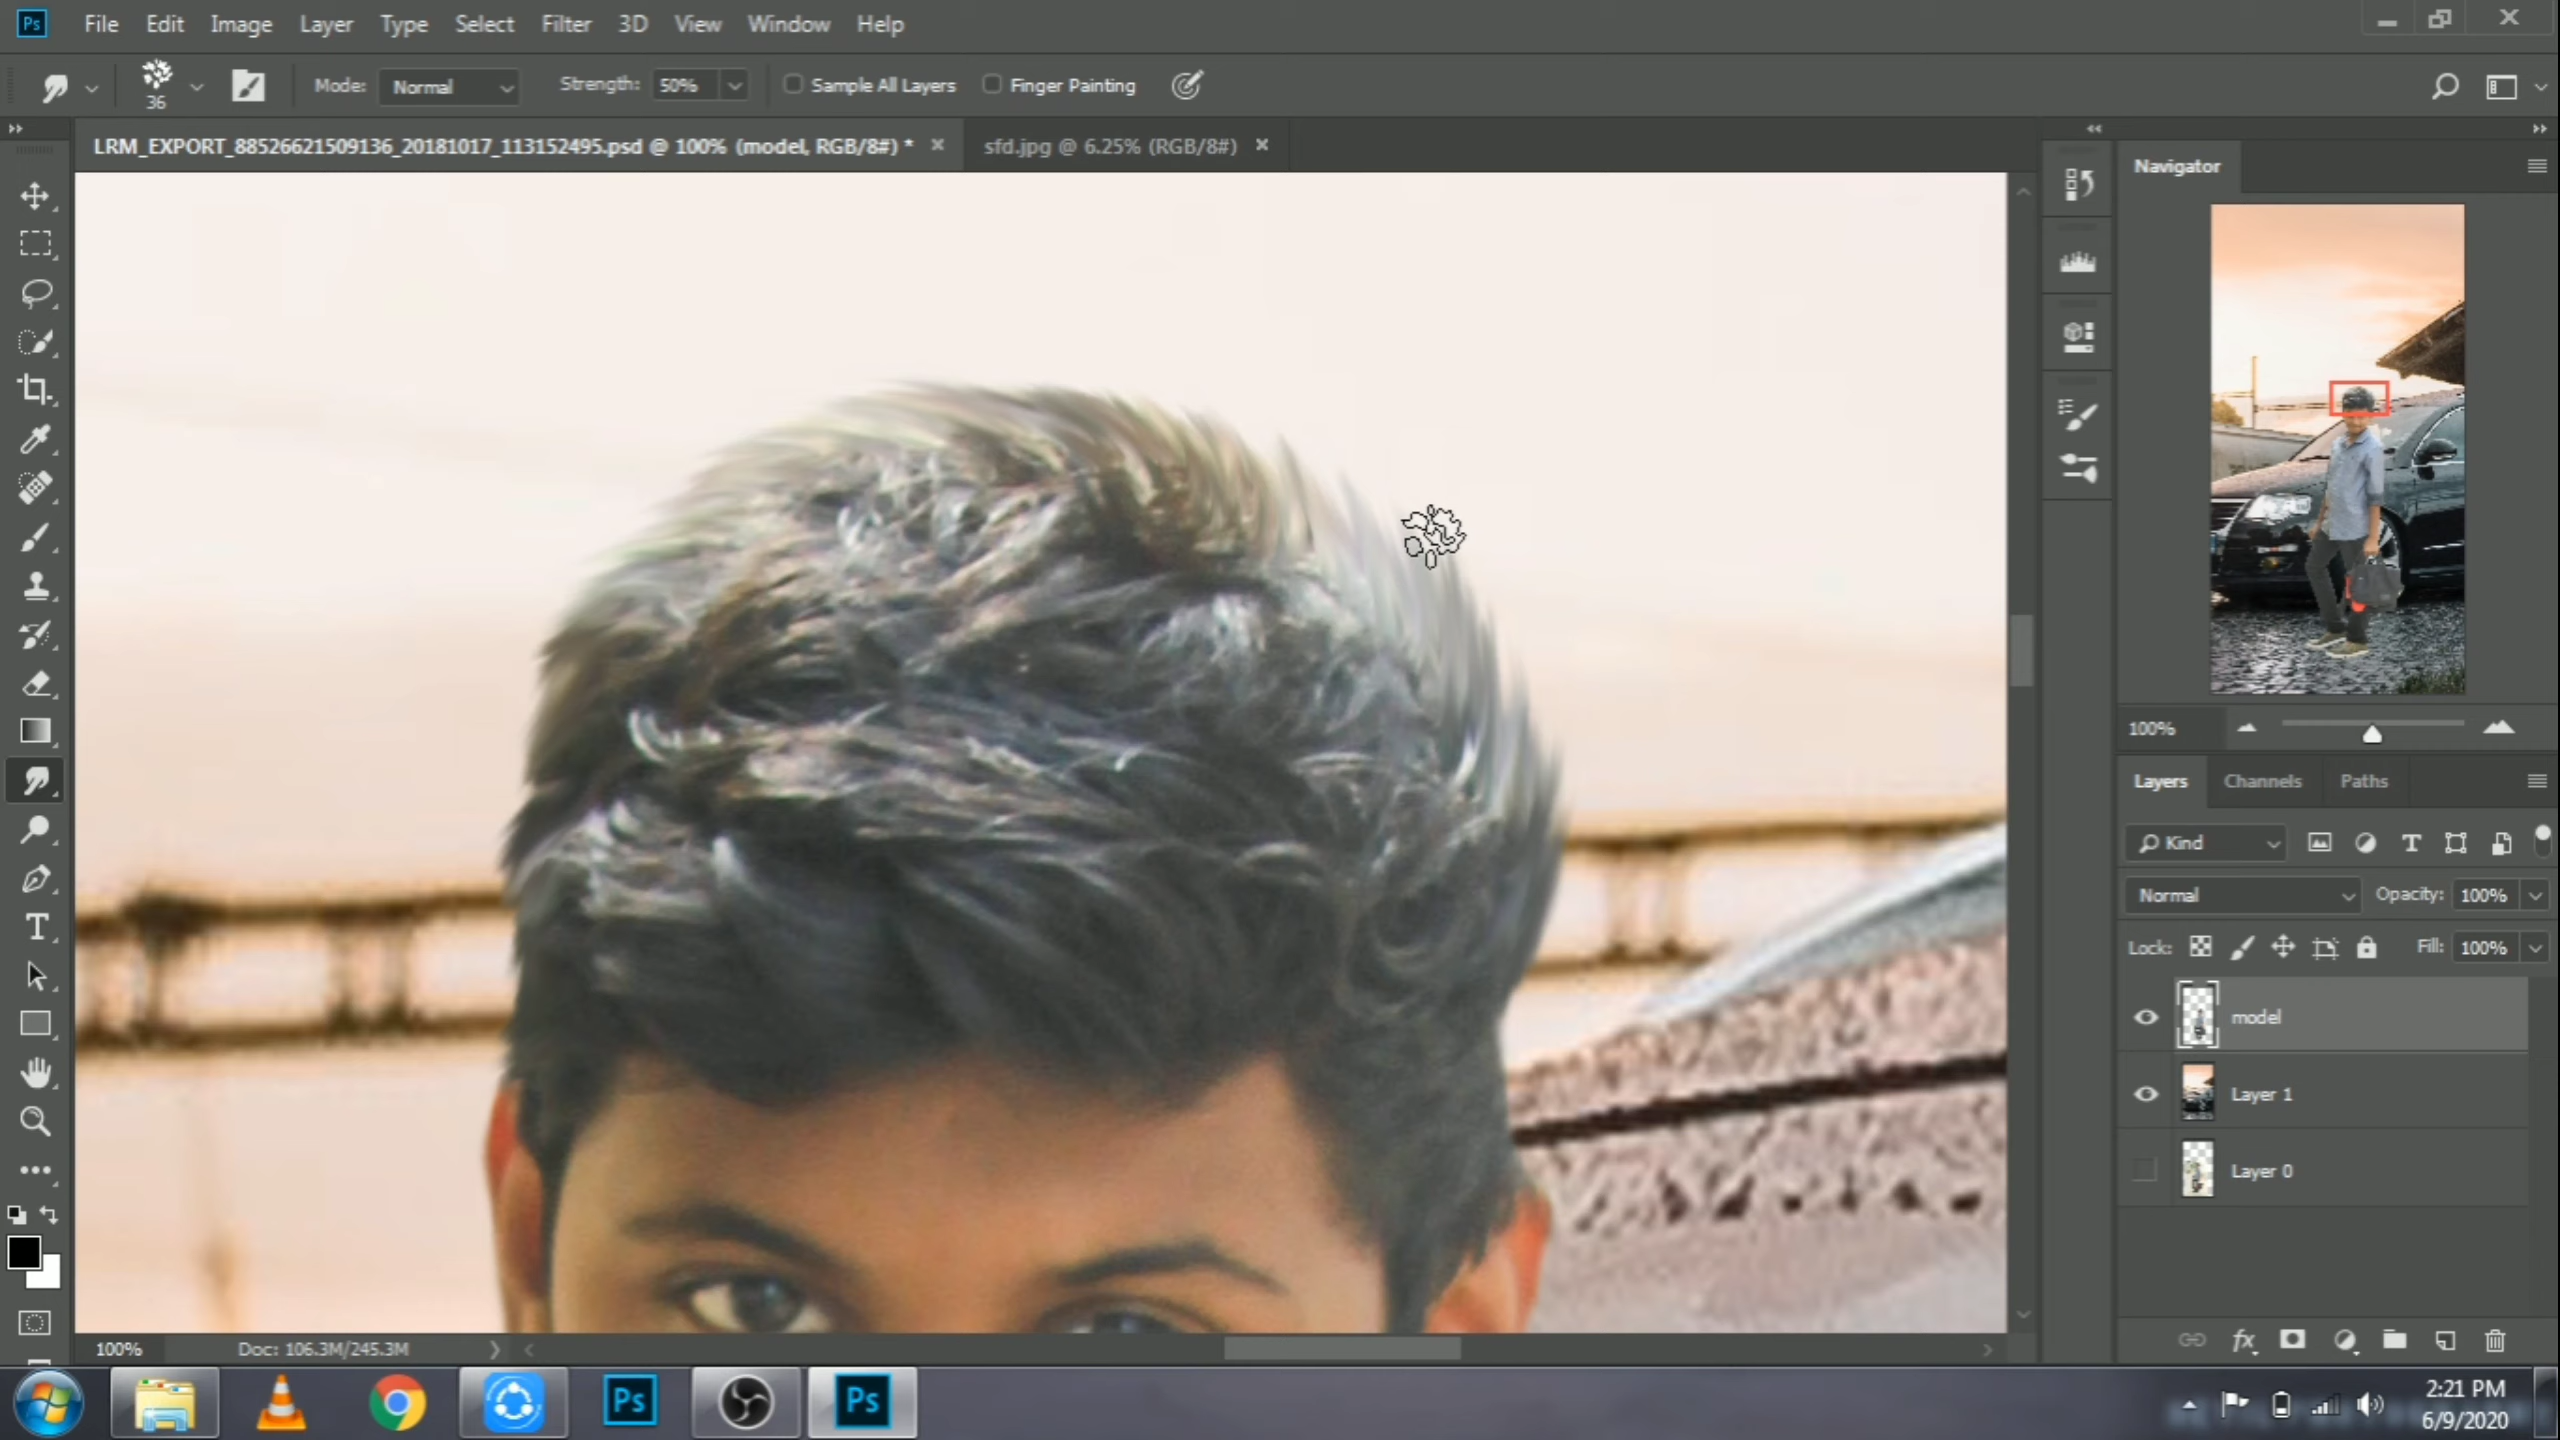 Ps File Edit Image Layer Type Select Filter 3D View Window Help
36 Mode: Normal Strength: 50% Sample All Layers Finger Painting
LRM_EXPORT_88526621509136_20181017_113152495.psd @ 100% (model, RGB/8#) * × sfd.jpg @ 6.25% (RGB/8#) ×
Navigator
100%
Layers Channels Paths
Kind
Normal Opacity: 100%
Lock: Fill: 100%
model
Layer 1
Layer 0
100% Doc: 106.3M/245.3M
Ps Ps
2:21 PM
6/9/2020